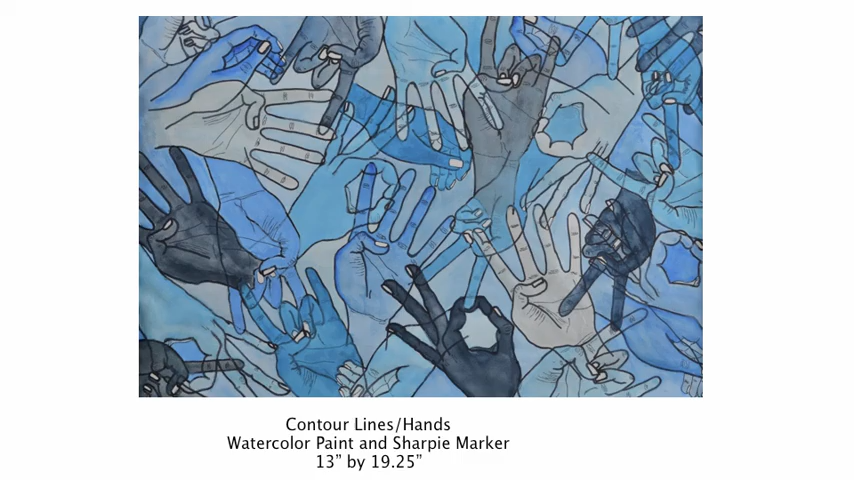 Contour Lines/Hands
Watercolor Paint and Sharpie Marker
13” by 19.25”